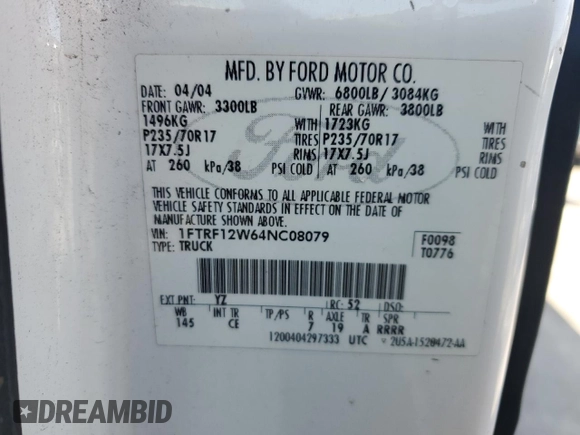 MFD. BY FORD MOTOR CO.
DATE: 04/04 GVWR: 6800LB/ 3084KG
FRONT GAWR: 3300LB REAR GAWR: 3800LB
1496KG WITH 1723KG WITH
P235/70R17 TIRES P235/70R17 TIRES
17X7.5J RIMS 17X7.5J RIMS
AT 260 kPa/38 PSI COLD AT 260 kPa/38 PSI COLD
Ford
THIS VEHICLE CONFORMS TO ALL APPLICABLE FEDERAL MOTOR
VEHICLE SAFETY STANDARDS IN EFFECT ON THE DATE OF
MANUFACTURE SHOWN ABOVE.
VIN: 1FTRF12W64NC08079 F0098
TYPE: TRUCK T0776
EXT PNT: YZ RC: 52 DSO:
WB INT TR TP/PS R AXLE TR SPR
145 CE 7 19 A RRRR
1200404297333 UTC 2U5A-1520472-AA
DREAMBID